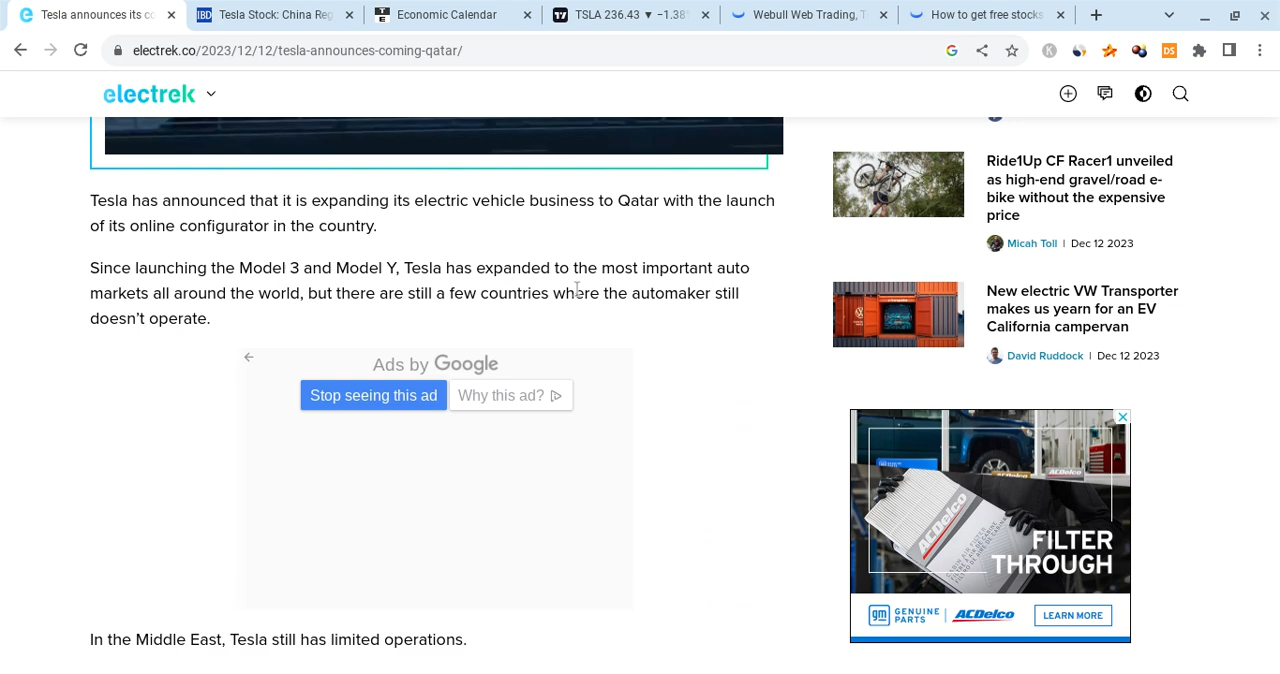 Tesla announces its co
IBD
Tesla Stock: China Reg
Economic Calendar
TSLA 236.43 ▼ −1.38%
Webull Web Trading, T
How to get free stocks
electrek.co/2023/12/12/tesla-announces-coming-qatar/
DS
electrek
Tesla has announced that it is expanding its electric vehicle business to Qatar with the launch
of its online configurator in the country.
Since launching the Model 3 and Model Y, Tesla has expanded to the most important auto
markets all around the world, but there are still a few countries where the automaker still
doesn’t operate.
Ads by Google
Stop seeing this ad
Why this ad?
In the Middle East, Tesla still has limited operations.
Ride1Up CF Racer1 unveiled
as high-end gravel/road e-
bike without the expensive
price
Micah Toll | Dec 12 2023
New electric VW Transporter
makes us yearn for an EV
California campervan
David Ruddock | Dec 12 2023
ACDelco
FILTER
THROUGH
gm GENUINE PARTS | ACDelco
LEARN MORE